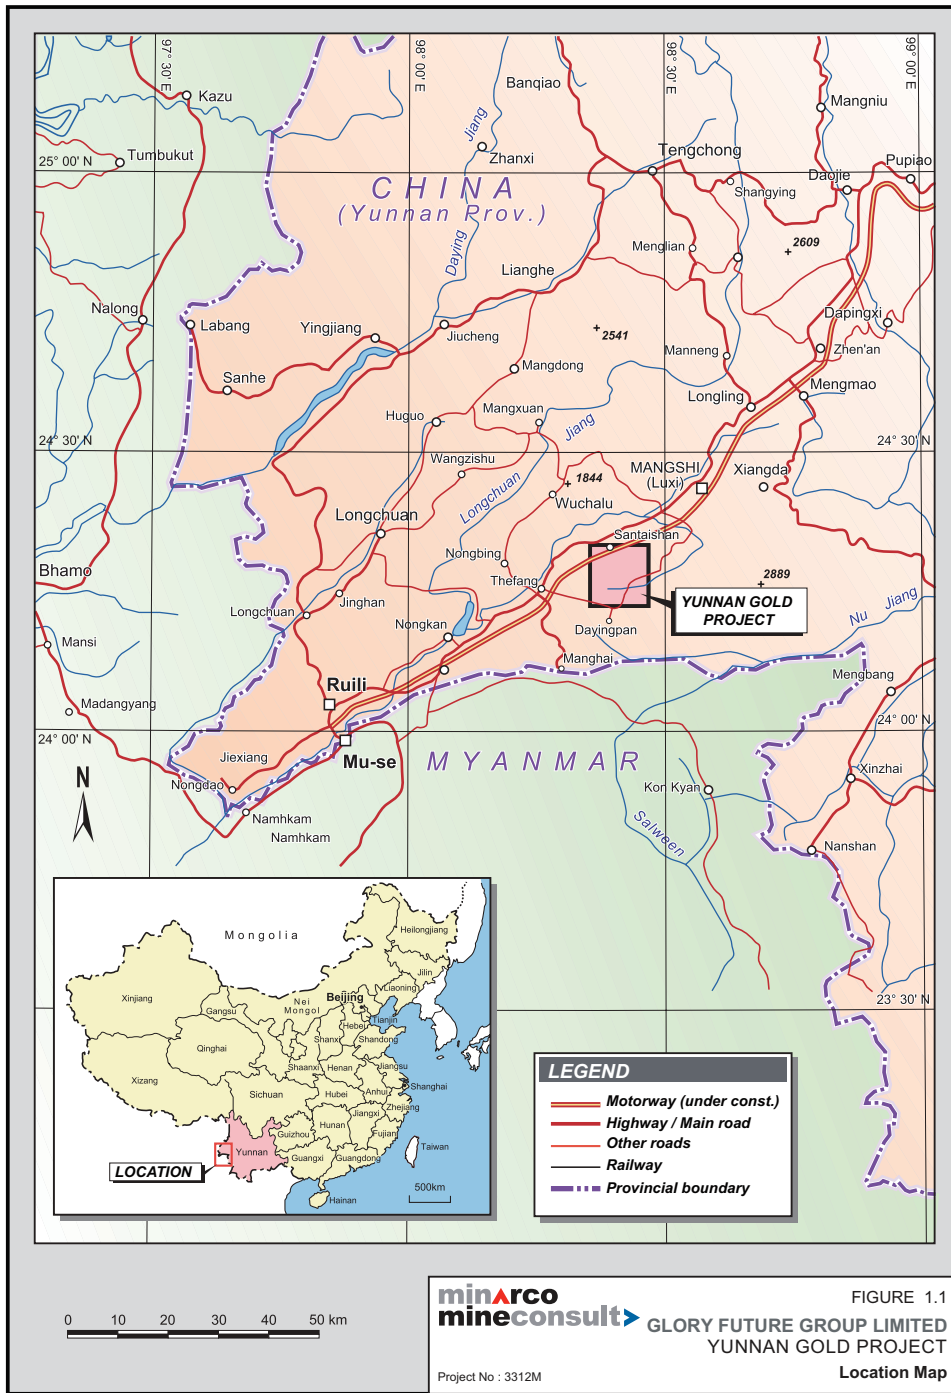 97° 30' E
98° 00' E
98° 30' E
99° 00' E
Kazu
Banqiao
Mangniu
Jiang
Zhanxi
Tengchong
Pupiao
25° 00' N
Tumbukut
Daojie
Shangying
CHINA
(Yunnan Prov.)
Daying
Menglian
2609
Lianghe
Nalong
Labang
Yingjiang
Jiucheng
2541
Dapingxi
Manneng
Zhen'an
Mangdong
Sanhe
Mengmao
Longling
Huguo
Mangxuan
Jiang
24° 30' N
24° 30' N
Wangzishu
MANGSHI
(Luxi)
Xiangda
1844
Longchuan
Wuchalu
Longchuan
Santaishan
Nongbing
Bhamo
Thefang
2889
YUNNAN GOLD
PROJECT
Nu Jiang
Longchuan
Jinghan
Nongkan
Dayingpan
Mansi
Manghai
Mengbang
Ruili
Madangyang
24° 00' N
24° 00' N
Jiexiang
Mu-se
MYANMAR
N
Xinzhai
Nongdao
Kon Kyan
Namhkam
Namhkam
Salween
Nanshan
23° 30' N
Mongolia
Heilongjiang
Jilin
Liaoning
Xinjiang
Nei
Mongol
Beijing
Gansu
Tianjin
Hebei
Shanxi
Shandong
Qinghai
Shaanxi
Henan
Jiangsu
Xizang
Sichuan
Hubei
Anhui
Shanghai
Zhejiang
Jiangxi
Hunan
Guizhou
Fujian
Yunnan
Taiwan
Guangxi
Guangdong
LOCATION
500km
Hainan
LEGEND
Motorway (under const.)
Highway / Main road
Other roads
Railway
Provincial boundary
0 10 20 30 40 50 km
minarco
mineconsult
Project No : 3312M
FIGURE 1.1
GLORY FUTURE GROUP LIMITED
YUNNAN GOLD PROJECT
Location Map